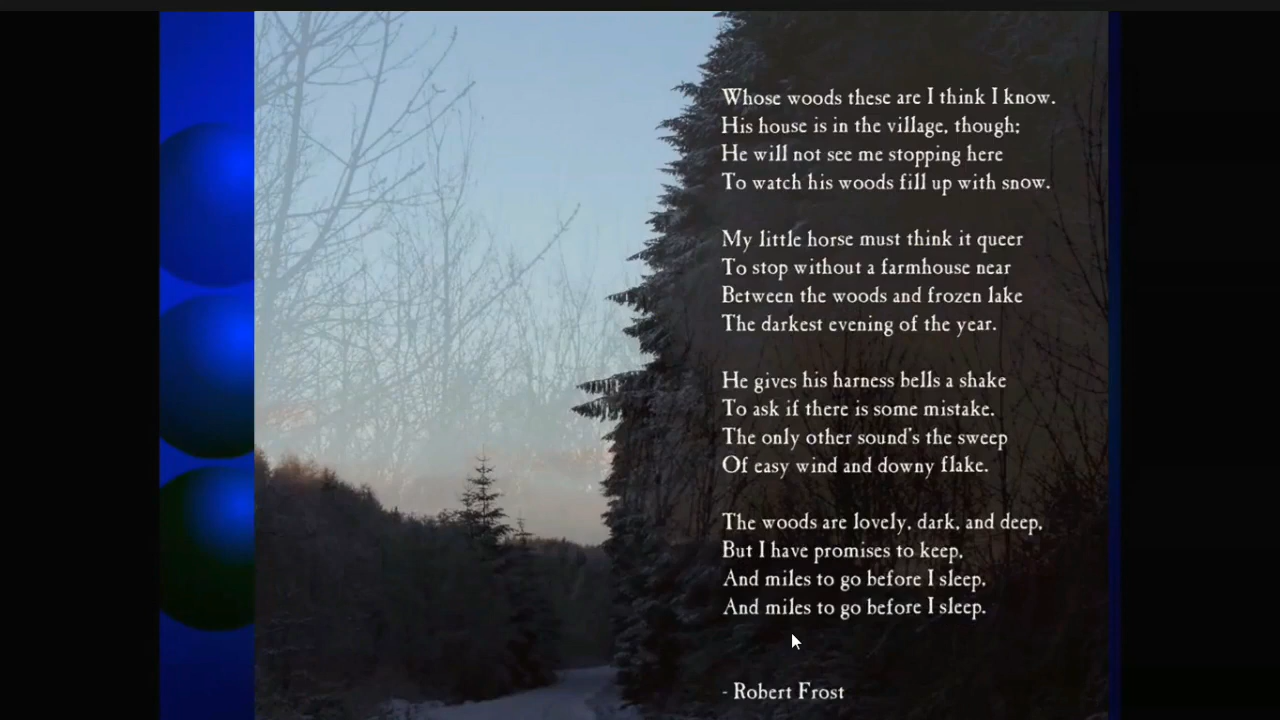 Whose woods these are I think I know.
His house is in the village, though;
He will not see me stopping here
To watch his woods fill up with snow.
My little horse must think it queer
To stop without a farmhouse near
Between the woods and frozen lake
The darkest evening of the year.
He gives his harness bells a shake
To ask if there is some mistake.
The only other sound's the sweep
Of easy wind and downy flake.
The woods are lovely, dark, and deep,
But I have promises to keep,
And miles to go before I sleep,
And miles to go before I sleep.
- Robert Frost